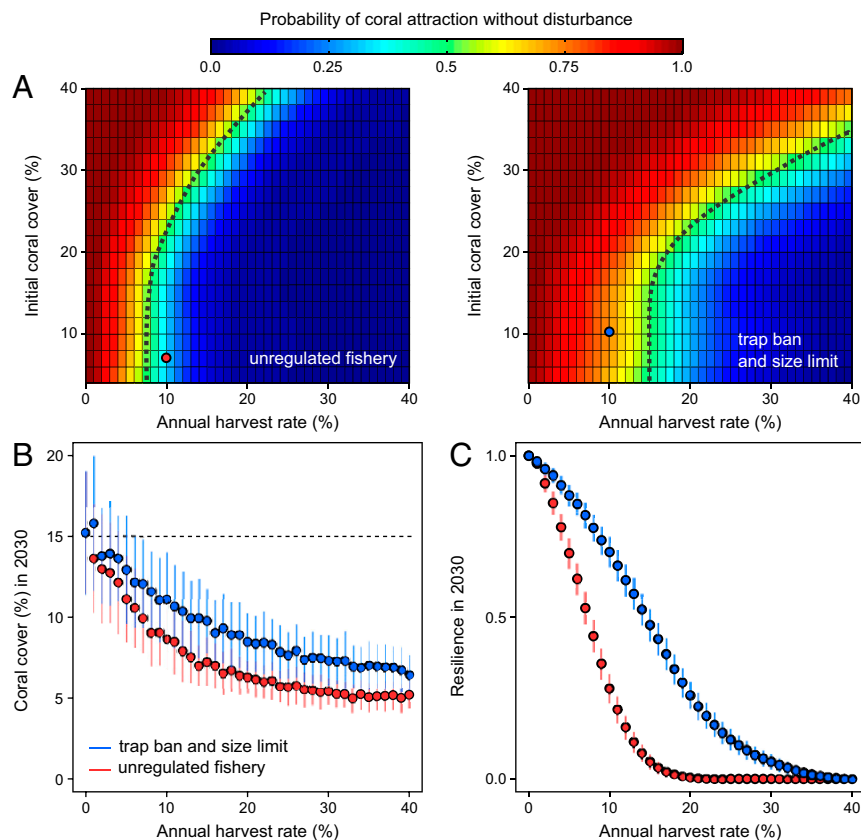 Probability of coral attraction without disturbance
0.0 0.25 0.5 0.75 1.0
A
40
30
20
10
Initial coral cover (%)
unregulated fishery
0 10 20 30 40
Annual harvest rate (%)
40
30
20
10
Initial coral cover (%)
trap ban
and size limit
0 10 20 30 40
Annual harvest rate (%)
B
20
15
10
5
0
Coral cover (%) in 2030
trap ban and size limit
unregulated fishery
0 10 20 30 40
Annual harvest rate (%)
C
1.0
0.5
0.0
Resilience in 2030
0 10 20 30 40
Annual harvest rate (%)